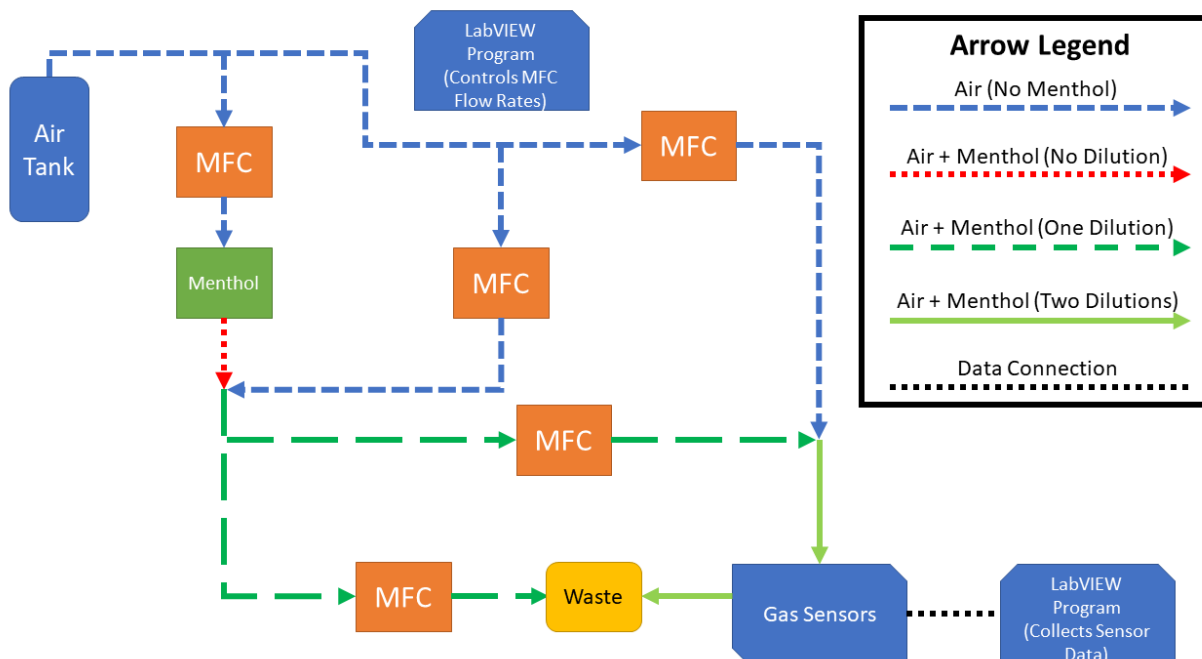 LabVIEW
Program
(Controls MFC
Flow Rates)
Arrow Legend
Air (No Menthol)
Air + Menthol (No Dilution)
Air + Menthol (One Dilution)
Air + Menthol (Two Dilutions)
Data Connection
Air
Tank
MFC
MFC
Menthol
MFC
MFC
MFC
Waste
Gas Sensors
LabVIEW
Program
(Collects Sensor
Data)